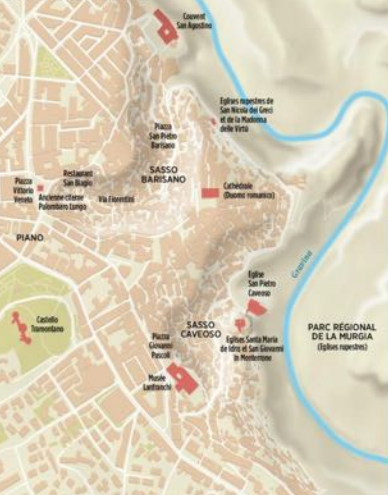 Couvent
San Agostino
Eglises rupestres de
San Nicola dei Greci
et de la Madonna
delle Virtù
Piazza
San Pietro
Barisano
SASSO
BARISANO
Restaurant
San Biagio
Piazza
Vittorio
Veneto
Ancienne citerne
Palombaro Lungo
Via Fiorentini
Cathédrale
(Duomo romanico)
PIANO
Gravina
Eglise
San Pietro
Caveoso
Castello
Tramontano
SASSO
CAVEOSO
PARC RÉGIONAL
DE LA MURGIA
(Eglises rupestres)
Piazza
Giovanni
Pascoli
Eglises Santa Maria
de Idris et San Giovanni
in Monterrone
Musée
Lanfranchi